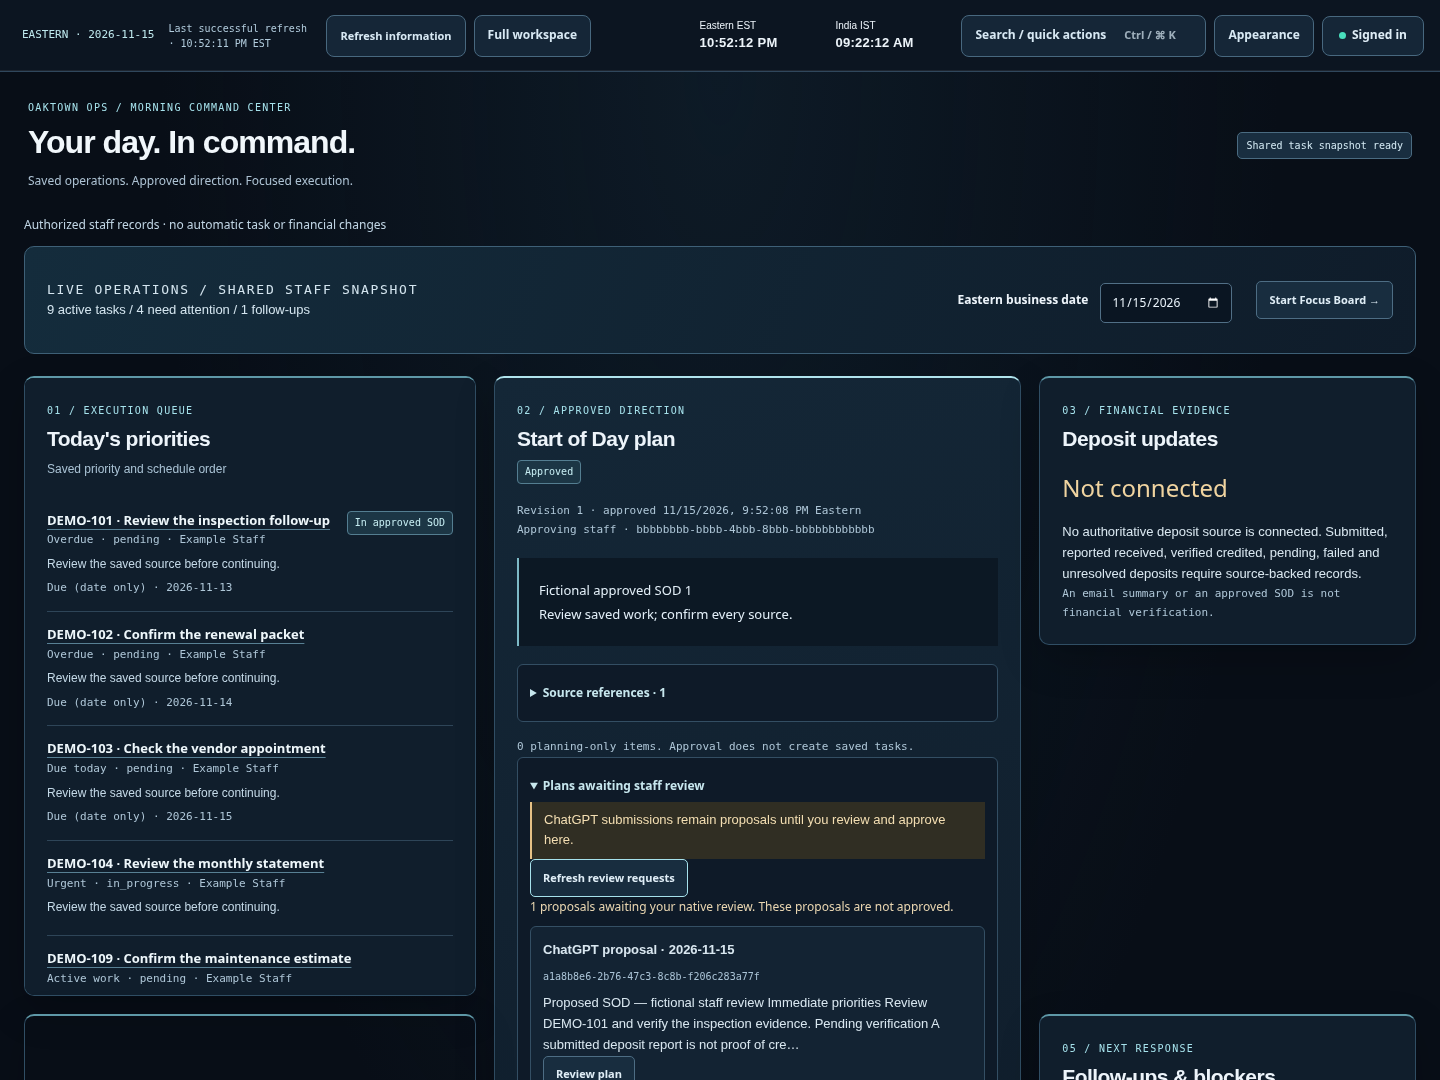 EASTERN · 2026-11-15
Last successful refresh
· 10:52:11 PM EST
Refresh information
Full workspace
Eastern EST
10:52:12 PM
India IST
09:22:12 AM
Search / quick actions Ctrl / ⌘ K
Appearance
Signed in
OAKTOWN OPS / MORNING COMMAND CENTER
Your day. In command.
Saved operations. Approved direction. Focused execution.
Shared task snapshot ready
Authorized staff records · no automatic task or financial changes
LIVE OPERATIONS / SHARED STAFF SNAPSHOT
9 active tasks / 4 need attention / 1 follow-ups
Eastern business date
11/15/2026
Start Focus Board →
01 / EXECUTION QUEUE
Today's priorities
Saved priority and schedule order
DEMO-101 · Review the inspection follow-up
In approved SOD
Overdue · pending · Example Staff
Review the saved source before continuing.
Due (date only) · 2026-11-13
DEMO-102 · Confirm the renewal packet
Overdue · pending · Example Staff
Review the saved source before continuing.
Due (date only) · 2026-11-14
DEMO-103 · Check the vendor appointment
Due today · pending · Example Staff
Review the saved source before continuing.
Due (date only) · 2026-11-15
DEMO-104 · Review the monthly statement
Urgent · in_progress · Example Staff
Review the saved source before continuing.
DEMO-109 · Confirm the maintenance estimate
Active work · pending · Example Staff
02 / APPROVED DIRECTION
Start of Day plan
Approved
Revision 1 · approved 11/15/2026, 9:52:08 PM Eastern
Approving staff · bbbbbbbb-bbbb-4bbb-8bbb-bbbbbbbbbbbb
Fictional approved SOD 1
Review saved work; confirm every source.
▶ Source references · 1
0 planning-only items. Approval does not create saved tasks.
▼ Plans awaiting staff review
ChatGPT submissions remain proposals until you review and approve
here.
Refresh review requests
1 proposals awaiting your native review. These proposals are not approved.
ChatGPT proposal · 2026-11-15
a1a8b8e6-2b76-47c3-8c8b-f206c283a77f
Proposed SOD — fictional staff review Immediate priorities Review
DEMO-101 and verify the inspection evidence. Pending verification A
submitted deposit report is not proof of cre…
Review plan
03 / FINANCIAL EVIDENCE
Deposit updates
Not connected
No authoritative deposit source is connected. Submitted,
reported received, verified credited, pending, failed and
unresolved deposits require source-backed records.
An email summary or an approved SOD is not
financial verification.
05 / NEXT RESPONSE
Follow-ups & blockers